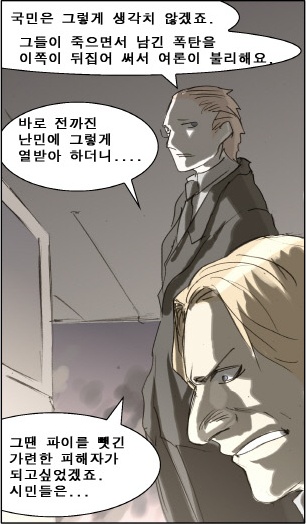 국민은 그렇게 생각치 않겠죠.
그들이 죽으면서 남긴 폭탄을
이쪽이 뒤집어 써서 여론이 불리해요.
바로 전까진
난민에 그렇게
열받아 하더니....
그땐 파이를 뺏긴
가련한 피해자가
되고싶었겠죠.
시민들은...